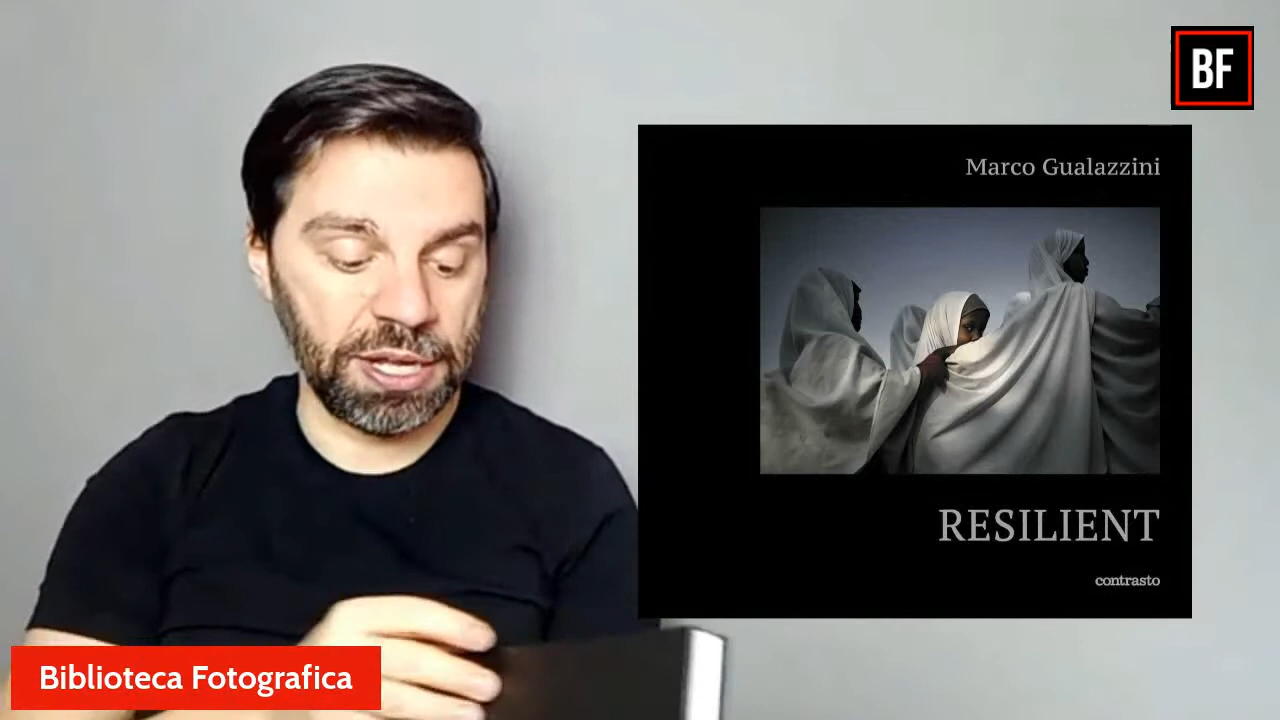 BF
Marco Gualazzini
RESILIENT
contrasto
Biblioteca Fotografica